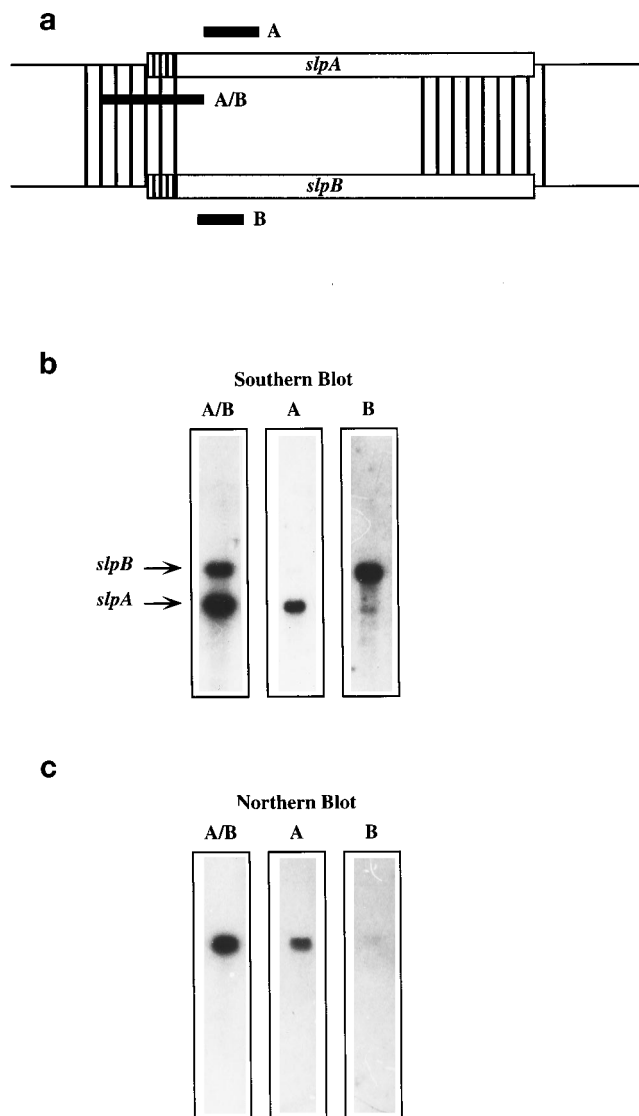 a
A
slpA
A/B
slpB
B
b
Southern Blot
A/B A B
slpB
slpA
c
Northern Blot
A/B A B